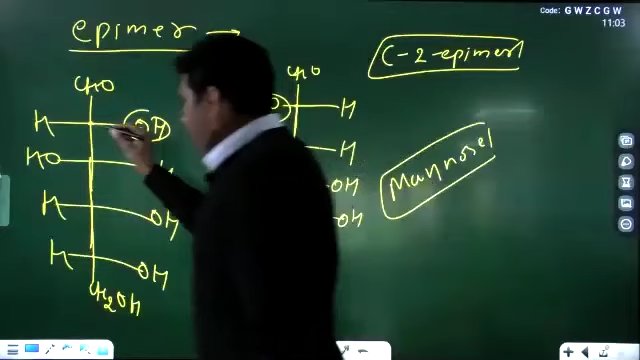 epimer →
C-2-epimer
Code: G W Z C G W
11:03
CHO
H OH
HO H
H OH
H OH
CH2OH
CHO
H
H
OH
OH
Mannose